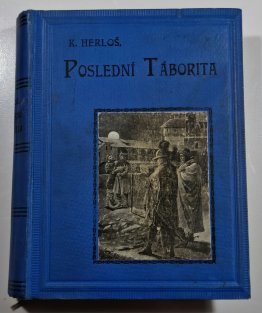 K. HERLOŠ,
POSLEDNÍ TÁBORITA